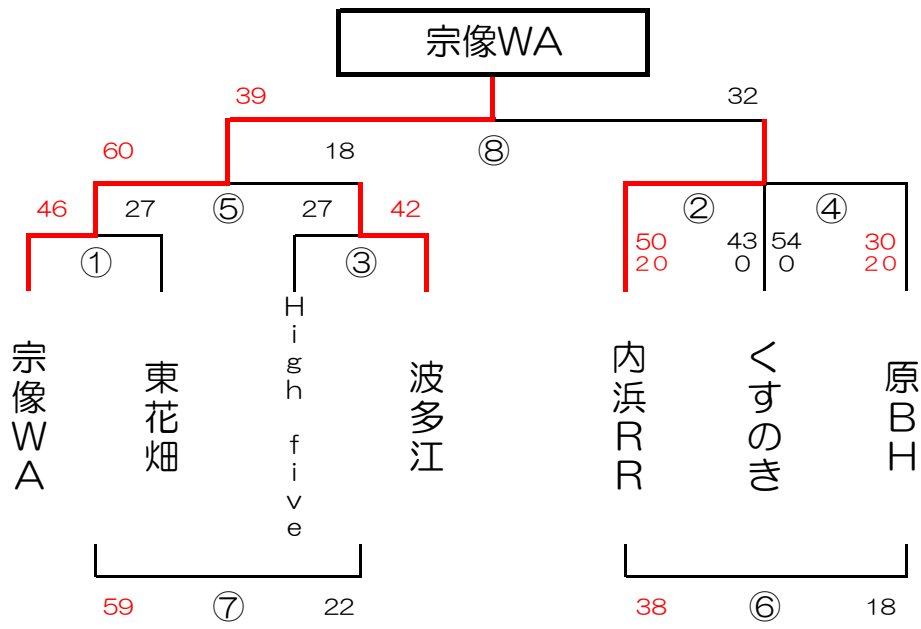 宗像WA
39 32
60 18 ⑧
46 27 ⑤ 27 42 ② ④
① ③ 50 43 54 30
20 0 0 20
宗像WA
東花畑
High five
波多江
内浜RR
くすのき
原BH
59 ⑦ 22 38 ⑥ 18